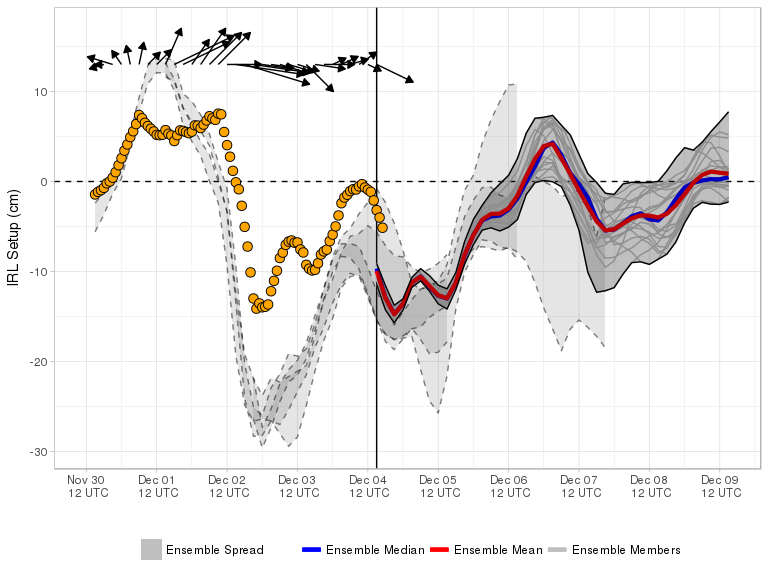 IRL Setup (cm)
10
0
-10
-20
-30
Nov 30 Dec 01 Dec 02 Dec 03 Dec 04 Dec 05 Dec 06 Dec 07 Dec 08 Dec 09
12 UTC 12 UTC 12 UTC 12 UTC 12 UTC 12 UTC 12 UTC 12 UTC 12 UTC 12 UTC
Ensemble Spread Ensemble Median Ensemble Mean Ensemble Members